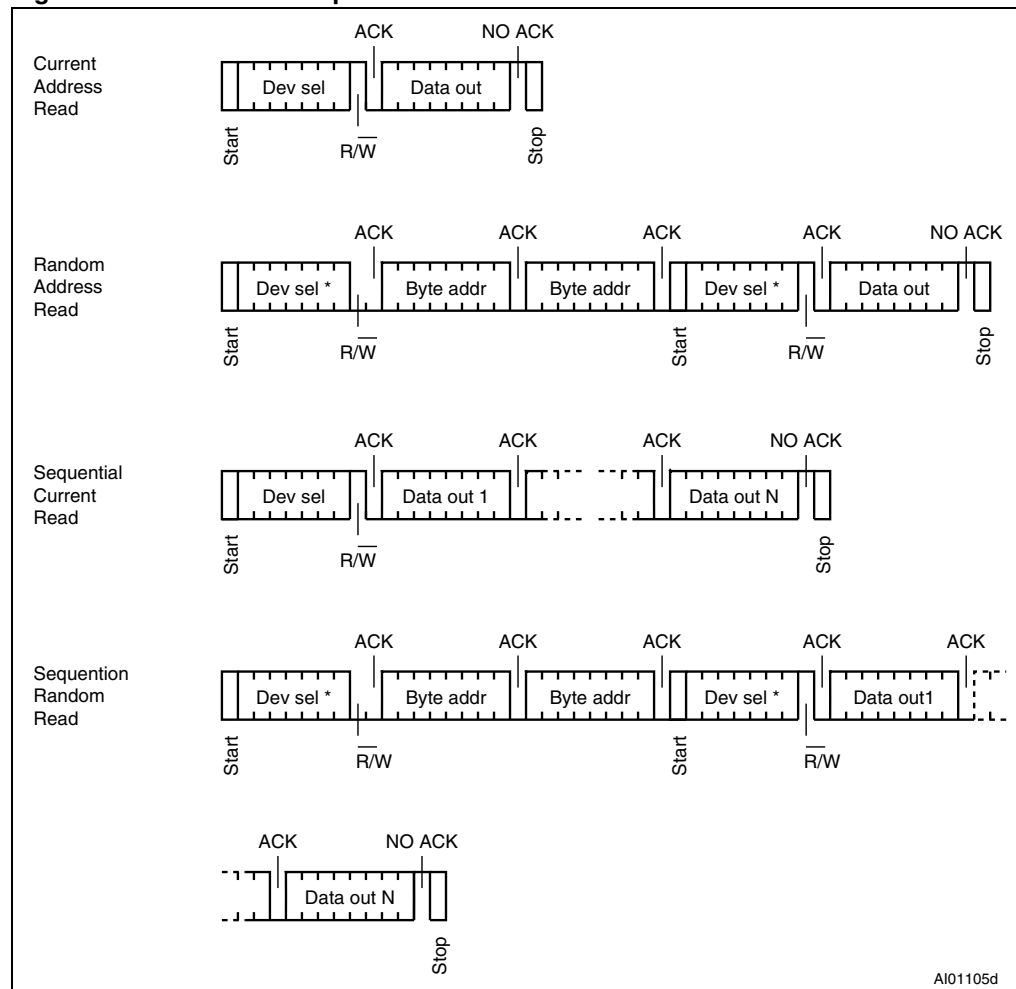 ACK NO ACK
Current
Address
Read
Dev sel Data out
Start R/W̅ Stop
ACK ACK ACK ACK NO ACK
Random
Address
Read
Dev sel * Byte addr Byte addr Dev sel * Data out
Start R/W̅ Start R/W̅ Stop
ACK ACK ACK NO ACK
Sequential
Current
Read
Dev sel Data out 1 Data out N
Start R/W̅ Stop
ACK ACK ACK ACK ACK
Sequention
Random
Read
Dev sel * Byte addr Byte addr Dev sel * Data out1
Start R̅/W Start R̅/W
ACK NO ACK
Data out N
Stop
AI01105d